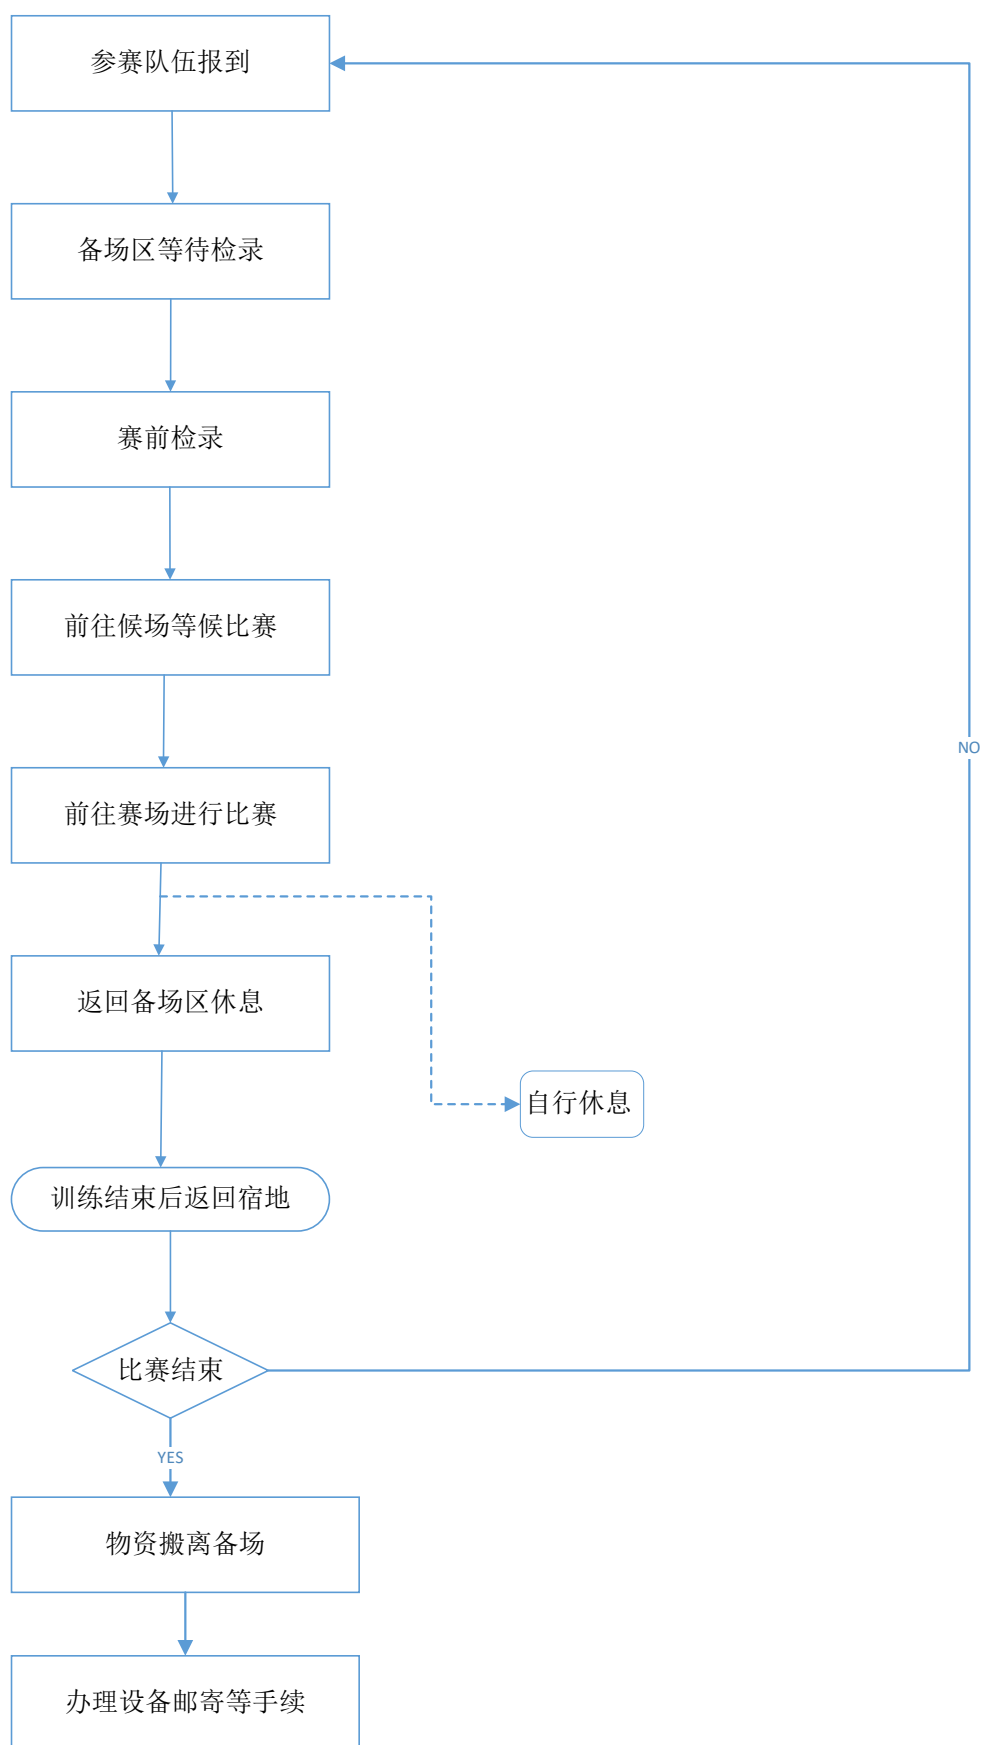 参赛队伍报到
备场区等待检录
赛前检录
前往候场等候比赛
NO
前往赛场进行比赛
返回备场区休息
自行休息
训练结束后返回宿地
比赛结束
YES
物资搬离备场
办理设备邮寄等手续